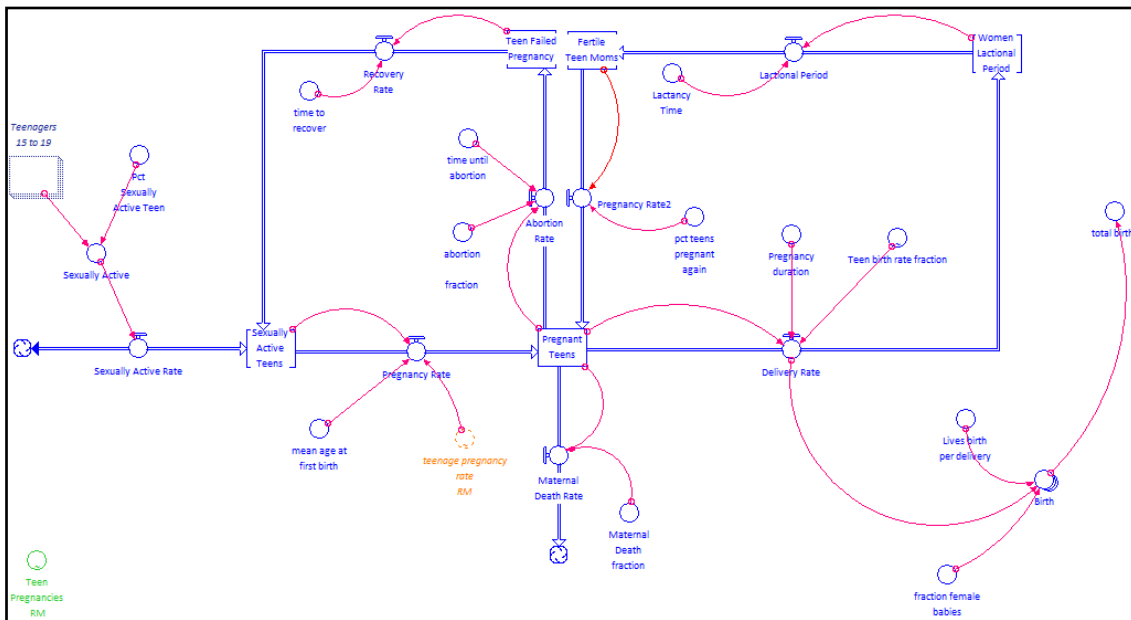 Teen Failed
Pregnancy
Fertile
Teen Moms
Women
Lactional
Period
Recovery
Rate
Lactional Period
time to
recover
Lactancy
Time
Teenagers
15 to 19
Pct
Sexually
Active Teen
time until
abortion
Abortion
Rate
Pregnancy Rate2
abortion
fraction
pct teens
pregnant
again
Pregnancy
duration
Teen birth rate fraction
total birth
Sexually Active
Sexually
Active
Teens
Pregnant
Teens
Sexually Active Rate
Pregnancy Rate
Delivery Rate
mean age at
first birth
teenage pregnancy
rate
RM
Maternal
Death Rate
Maternal
Death
fraction
Lives birth
per delivery
Birth
fraction female
babies
Teen
Pregnancies
RM